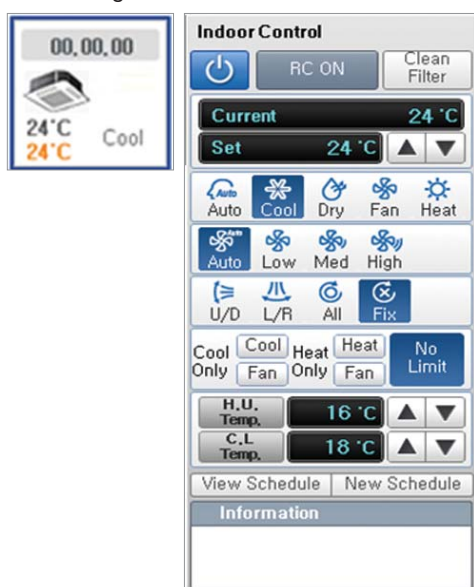 00, 00, 00
24˚C
Cool
24˚C
Indoor Control
RC ON
Clean
Filter
Current 24 ˚C
Set 24 ˚C
Auto
Auto Cool Dry Fan Heat
Auto
Auto Low Med High
U/D L/R All Fix
Cool
Only
Cool
Fan
Heat
Only
Heat
Fan
No
Limit
H.U.
Temp.
16 ˚C
C.L
Temp.
18 ˚C
View Schedule New Schedule
Information